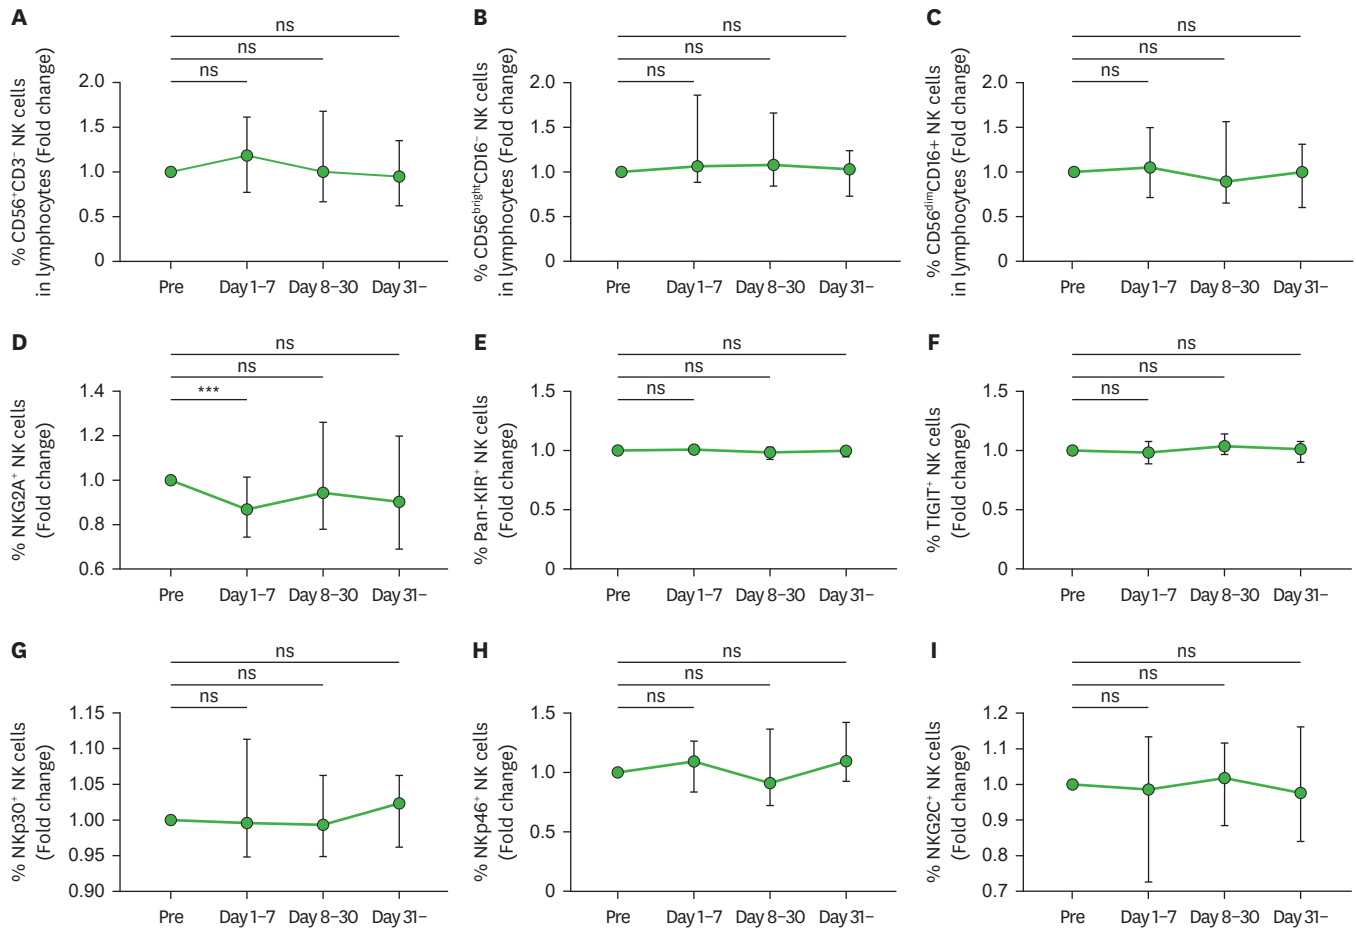 A
ns
ns
ns
% CD56⁺CD3⁻ NK cells
in lymphocytes (Fold change)
2.0
1.5
1.0
0.5
0
Pre
Day 1–7
Day 8–30
Day 31–
B
ns
ns
ns
% CD56ᵇʳⁱᵍʰᵗCD16⁻ NK cells
in lymphocytes (Fold change)
2.0
1.5
1.0
0.5
0
Pre
Day 1–7
Day 8–30
Day 31–
C
ns
ns
ns
% CD56ᵈⁱᵐCD16+ NK cells
in lymphocytes (Fold change)
2.0
1.5
1.0
0.5
0
Pre
Day 1–7
Day 8–30
Day 31–
D
ns
ns
***
% NKG2A⁺ NK cells
(Fold change)
1.4
1.2
1.0
0.8
0.6
Pre
Day 1–7
Day 8–30
Day 31–
E
ns
ns
ns
% Pan-KIR⁺ NK cells
(Fold change)
1.5
1.0
0.5
0
Pre
Day 1–7
Day 8–30
Day 31–
F
ns
ns
ns
% TIGIT⁺ NK cells
(Fold change)
1.5
1.0
0.5
0
Pre
Day 1–7
Day 8–30
Day 31–
G
ns
ns
ns
% NKp30⁺ NK cells
(Fold change)
1.15
1.10
1.05
1.00
0.95
0.90
Pre
Day 1–7
Day 8–30
Day 31–
H
ns
ns
ns
% NKp46⁺ NK cells
(Fold change)
1.5
1.0
0.5
0
Pre
Day 1–7
Day 8–30
Day 31–
I
ns
ns
ns
% NKG2C⁺ NK cells
(Fold change)
1.2
1.1
1.0
0.9
0.8
0.7
Pre
Day 1–7
Day 8–30
Day 31–